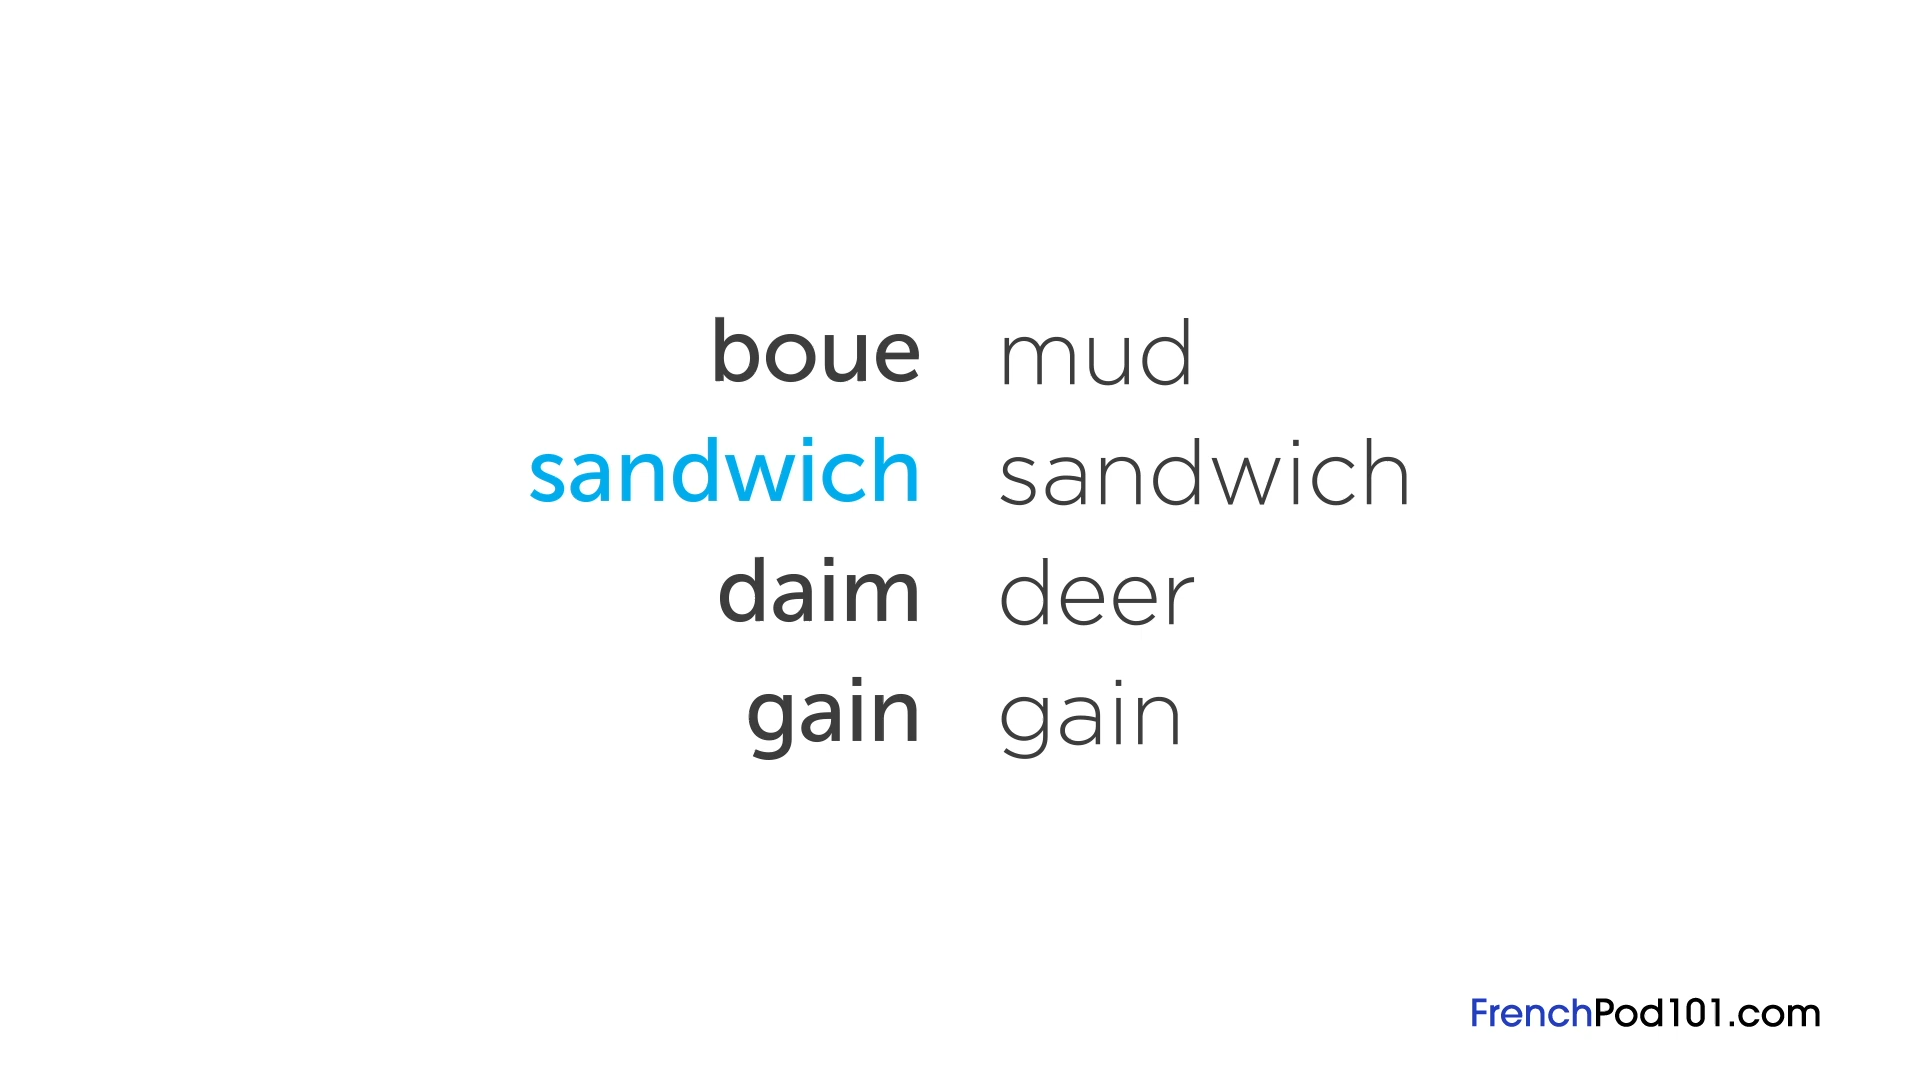 boue mud
sandwich sandwich
daim deer
gain gain
FrenchPod101.com